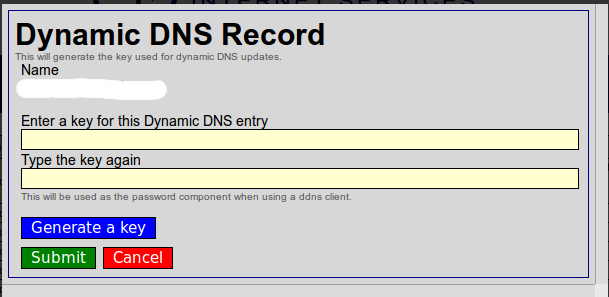 INTERNET SERVICES
Dynamic DNS Record
This will generate the key used for dynamic DNS updates.
Name
Enter a key for this Dynamic DNS entry
Type the key again
This will be used as the password component when using a ddns client.
Generate a key
Submit Cancel